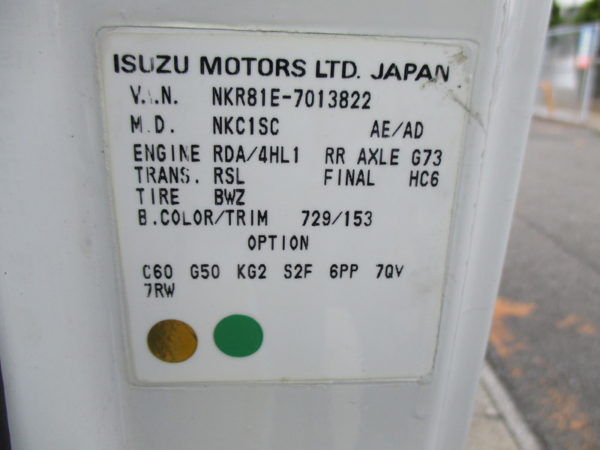 ISUZU MOTORS LTD. JAPAN
V.I.N. NKR81E-7013822
M.D. NKC1SC AE/AD
ENGINE RDA/4HL1 RR AXLE G73
TRANS. RSL FINAL HC6
TIRE BWZ
B.COLOR/TRIM 729/153
OPTION
C60 G50 KG2 S2F 6PP 7QV
7RW